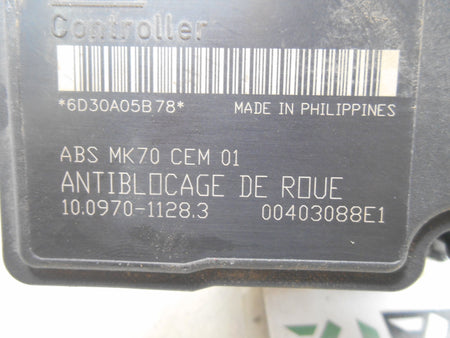 Controller
*6D30A05B78* MADE IN PHILIPPINES
ABS MK70 CEM 01
ANTIBLOCAGE DE ROUE
10.0970-1128.3 00403088E1